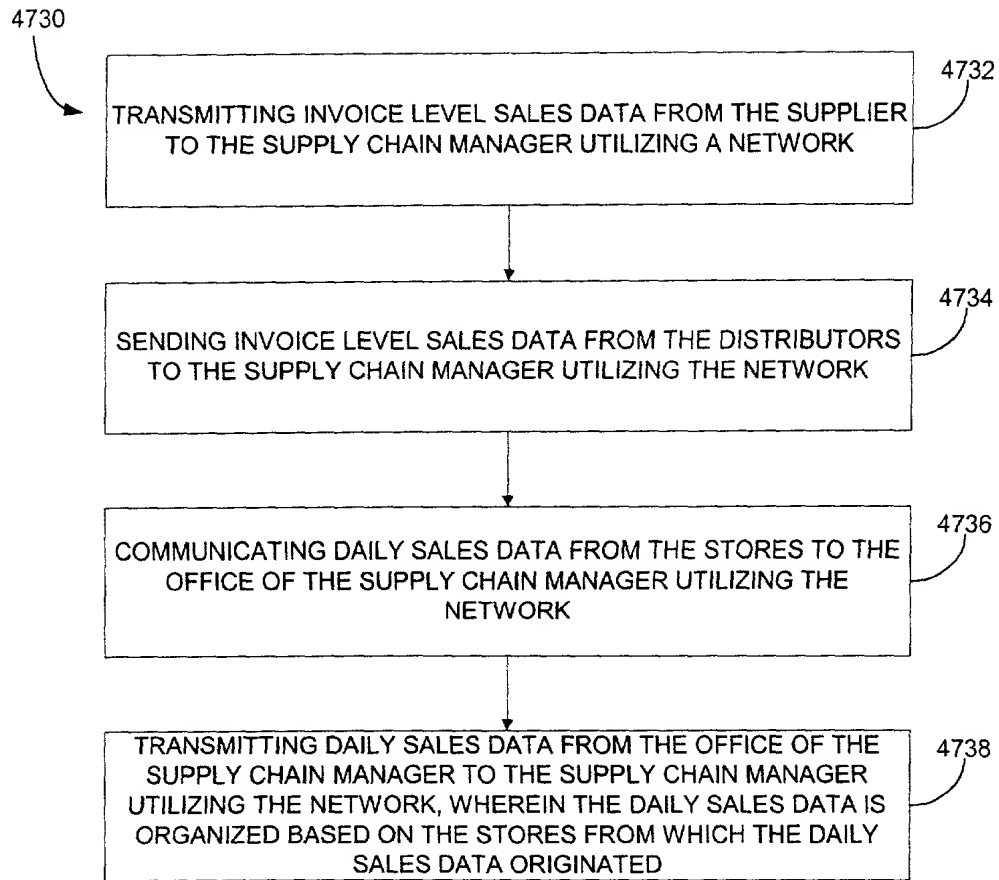 4730
4732
TRANSMITTING INVOICE LEVEL SALES DATA FROM THE SUPPLIER
TO THE SUPPLY CHAIN MANAGER UTILIZING A NETWORK
4734
SENDING INVOICE LEVEL SALES DATA FROM THE DISTRIBUTORS
TO THE SUPPLY CHAIN MANAGER UTILIZING THE NETWORK
4736
COMMUNICATING DAILY SALES DATA FROM THE STORES TO THE
OFFICE OF THE SUPPLY CHAIN MANAGER UTILIZING THE
NETWORK
4738
TRANSMITTING DAILY SALES DATA FROM THE OFFICE OF THE
SUPPLY CHAIN MANAGER TO THE SUPPLY CHAIN MANAGER
UTILIZING THE NETWORK, WHEREIN THE DAILY SALES DATA IS
ORGANIZED BASED ON THE STORES FROM WHICH THE DAILY
SALES DATA ORIGINATED